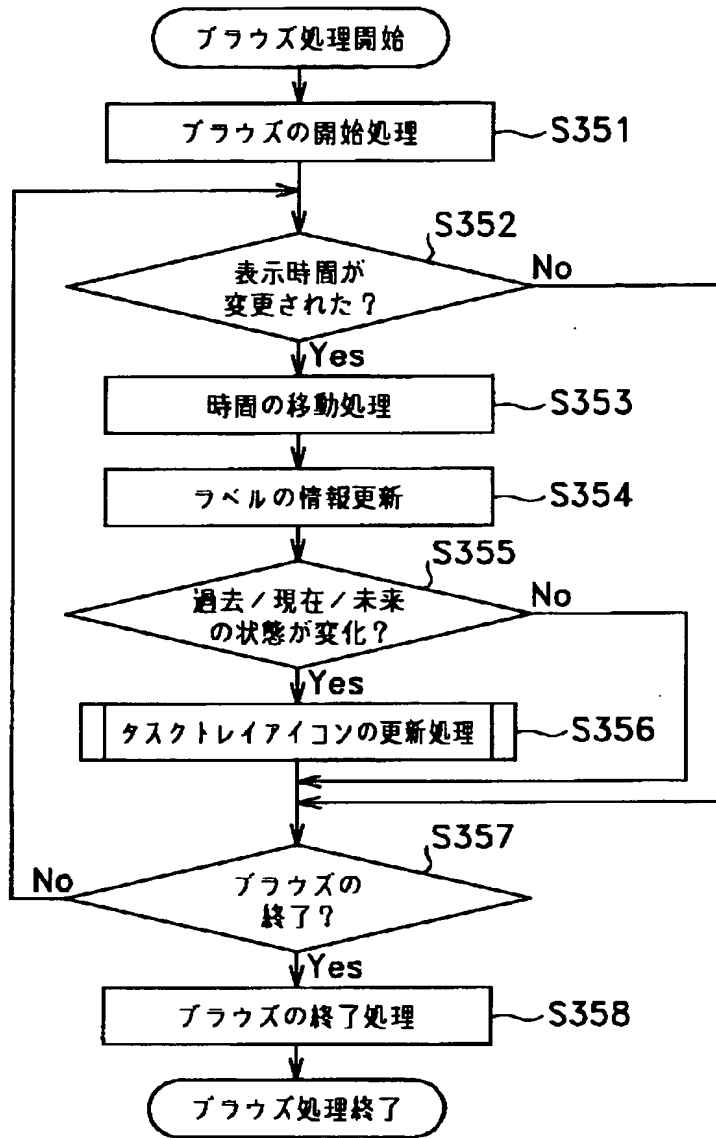 ブラウズ処理開始
ブラウズの開始処理
S351
S352
表示時間が
変更された?
No
Yes
時間の移動処理
S353
ラベルの情報更新
S354
S355
過去/現在/未来
の状態が変化?
No
Yes
タスクトレイアイコンの更新処理
S356
S357
ブラウズの
終了?
No
Yes
ブラウズの終了処理
S358
ブラウズ処理終了